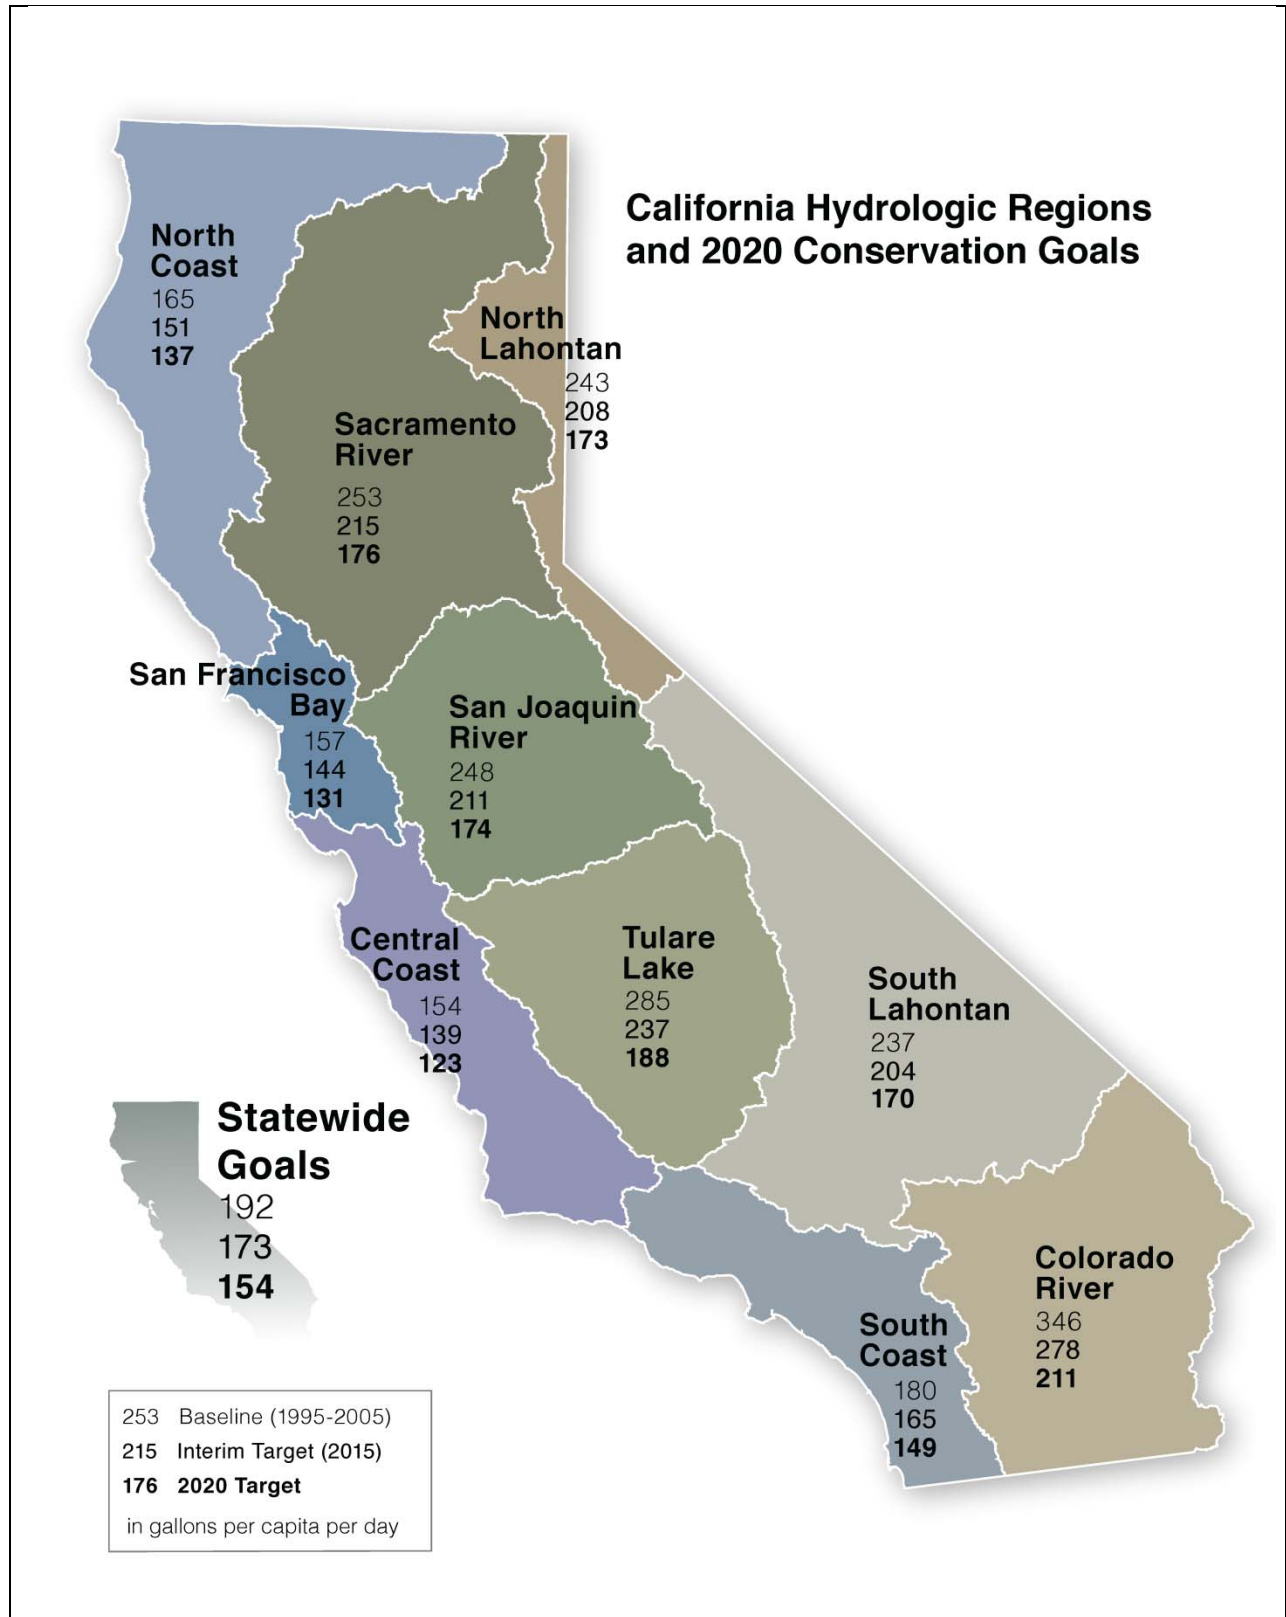 California Hydrologic Regions
and 2020 Conservation Goals
North
Coast
165
151
137
North
Lahontan
243
208
173
Sacramento
River
253
215
176
San Francisco
Bay
157
144
131
San Joaquin
River
248
211
174
Central
Coast
154
139
123
Tulare
Lake
285
237
188
South
Lahontan
237
204
170
Statewide
Goals
192
173
154
Colorado
River
346
278
211
South
Coast
180
165
149
253 Baseline (1995-2005)
215 Interim Target (2015)
176 2020 Target
in gallons per capita per day